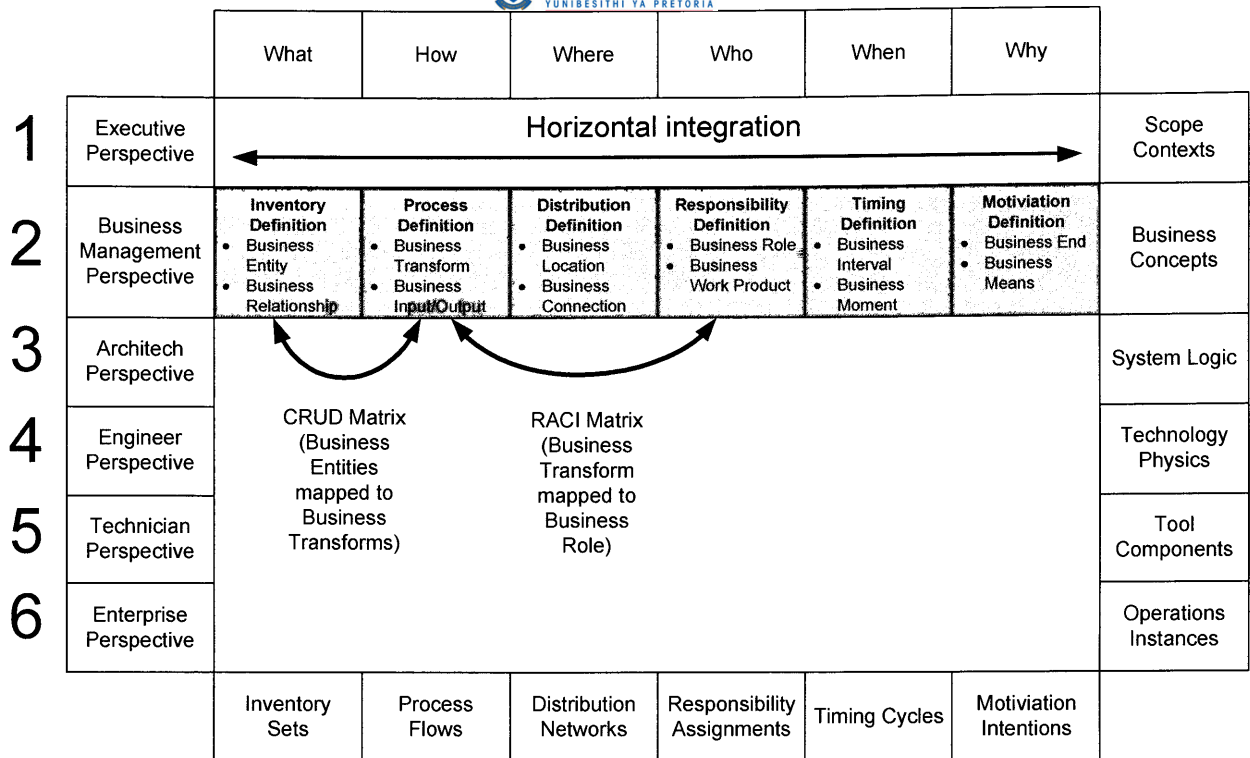 YUNIBESITHI YA PRETORIA
What
How
Where
Who
When
Why
1
Executive
Perspective
Horizontal integration
Scope
Contexts
2
Business
Management
Perspective
Inventory
Definition
• Business
Entity
• Business
Relationship
Process
Definition
• Business
Transform
• Business
Input/Output
Distribution
Definition
• Business
Location
• Business
Connection
Responsibility
Definition
• Business Role
• Business
Work Product
Timing
Definition
• Business
Interval
• Business
Moment
Motiviation
Definition
• Business End
• Business
Means
Business
Concepts
3
Architech
Perspective
System Logic
4
Engineer
Perspective
CRUD Matrix
(Business
Entities
mapped to
Business
Transforms)
RACI Matrix
(Business
Transform
mapped to
Business
Role)
Technology
Physics
5
Technician
Perspective
Tool
Components
6
Enterprise
Perspective
Operations
Instances
Inventory
Sets
Process
Flows
Distribution
Networks
Responsibility
Assignments
Timing Cycles
Motiviation
Intentions